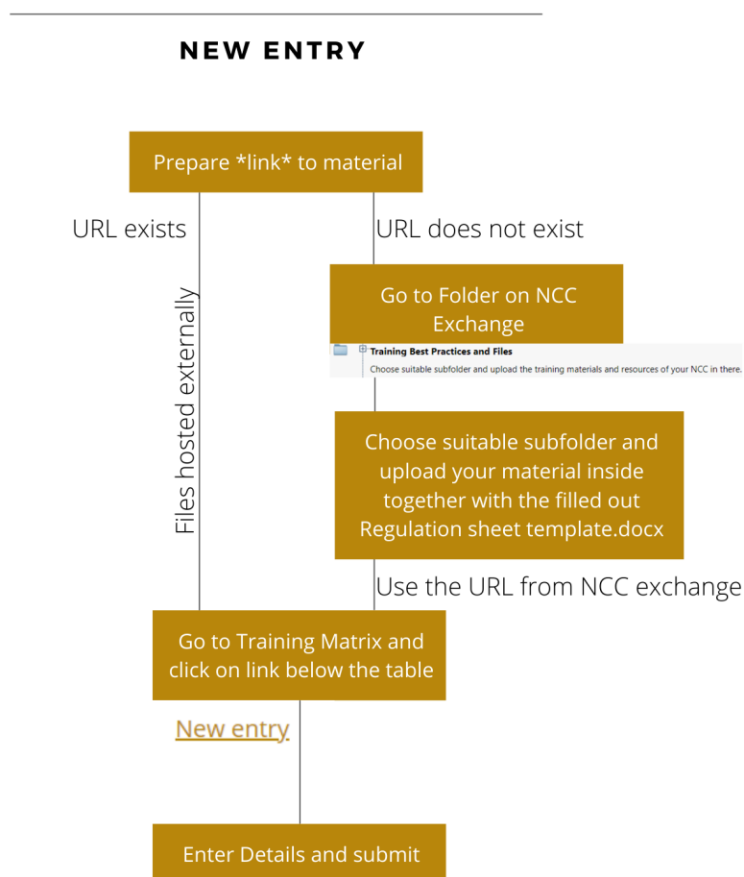 NEW ENTRY
Prepare *link* to material
URL exists
URL does not exist
Files hosted externally
Go to Folder on NCC
Exchange
Training Best Practices and Files
Choose suitable subfolder and upload the training materials and resources of your NCC in there.
Choose suitable subfolder and
upload your material inside
together with the filled out
Regulation sheet template.docx
Use the URL from NCC exchange
Go to Training Matrix and
click on link below the table
New entry
Enter Details and submit